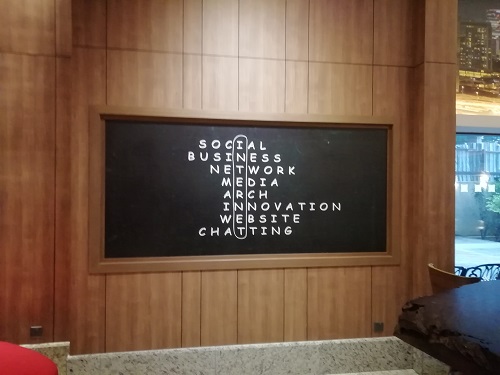 SOCIAL
BUSINESS
NETWORK
MEDIA
ARCH
INNOVATION
WEBSITE
CHATTING